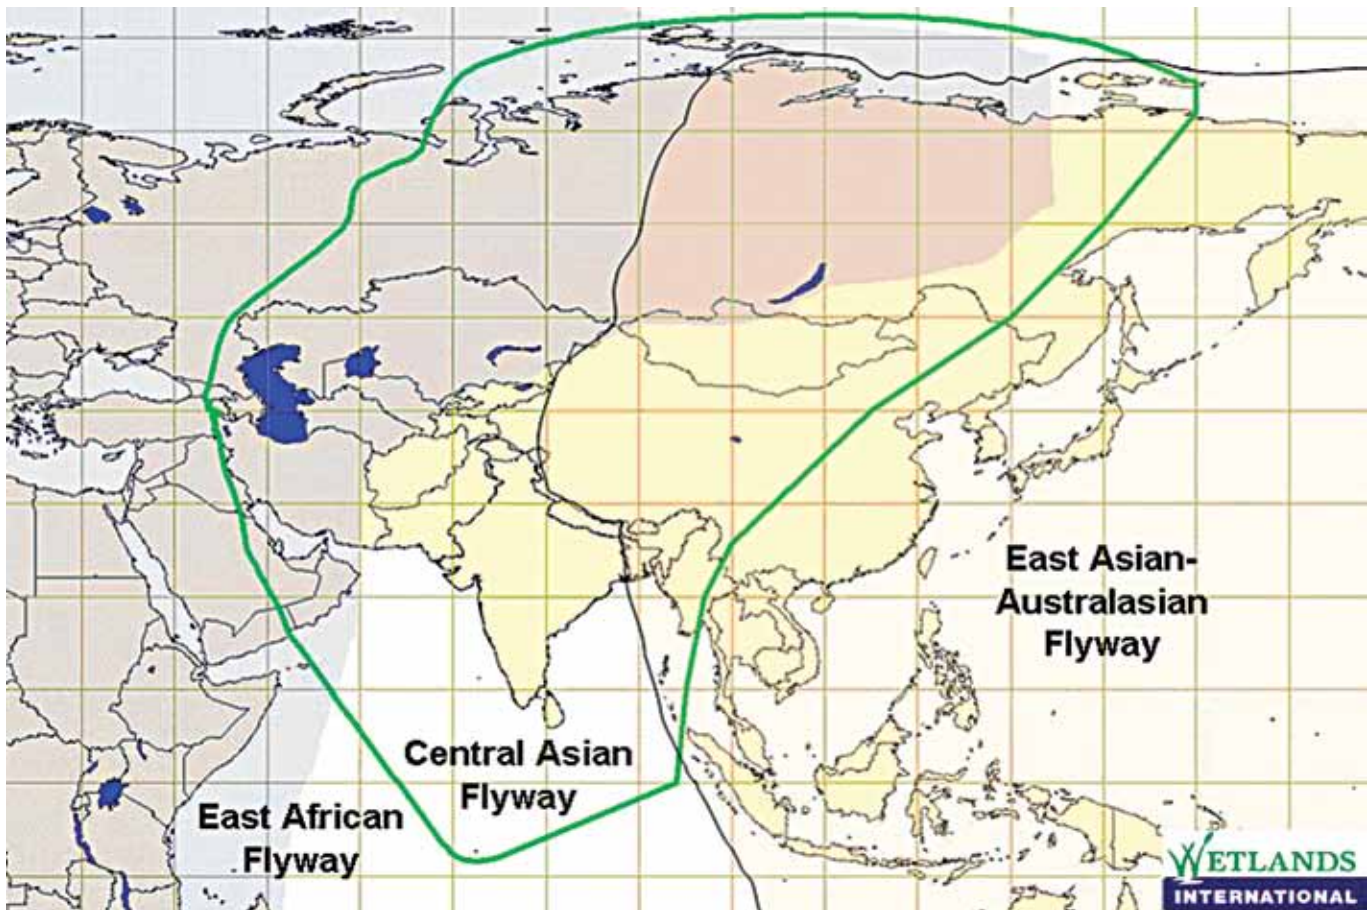 East Asian-
Australasian
Flyway
Central Asian
Flyway
East African
Flyway
WETLANDS
INTERNATIONAL